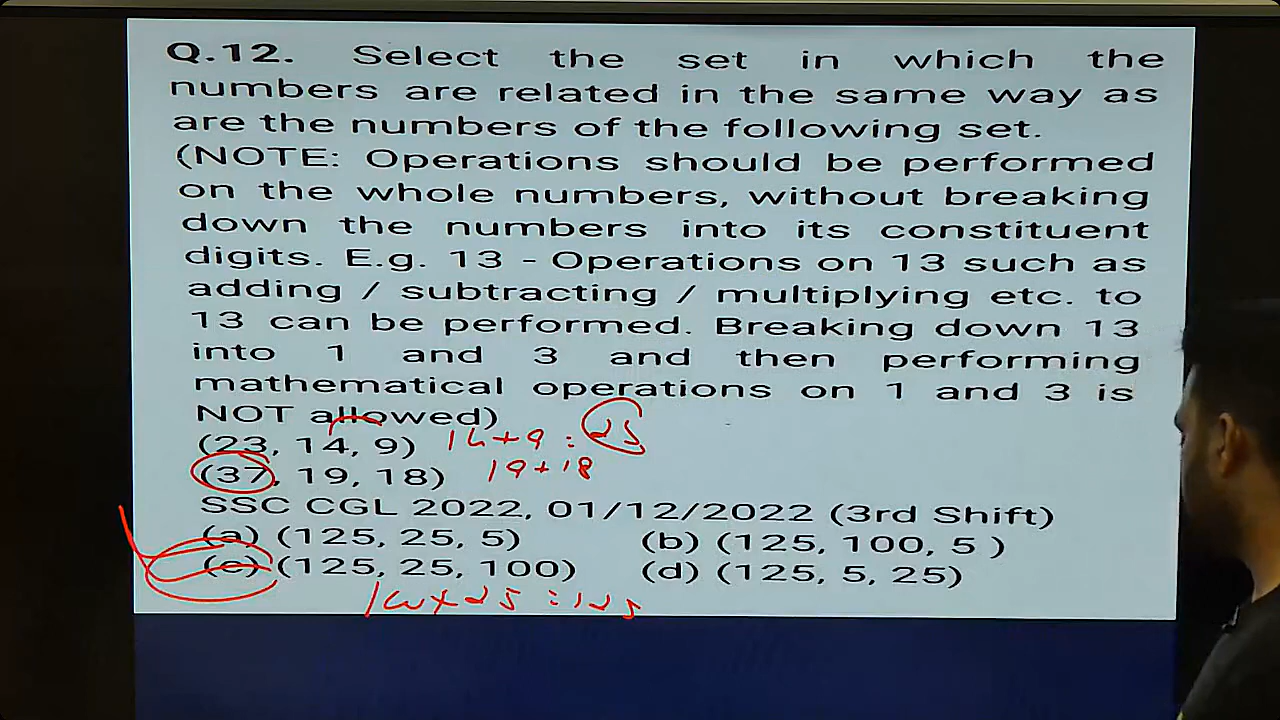 Q.12. Select the set in which the
numbers are related in the same way as
are the numbers of the following set.
(NOTE: Operations should be performed
on the whole numbers, without breaking
down the numbers into its constituent
digits. E.g. 13 - Operations on 13 such as
adding / subtracting / multiplying etc. to
13 can be performed. Breaking down 13
into 1 and 3 and then performing
mathematical operations on 1 and 3 is
NOT allowed)
(23, 14, 9) 14+9 = 23
(37, 19, 18) 19+18
SSC CGL 2022, 01/12/2022 (3rd Shift)
(a) (125, 25, 5) (b) (125, 100, 5 )
(c) (125, 25, 100) (d) (125, 5, 25)
100+25 = 125